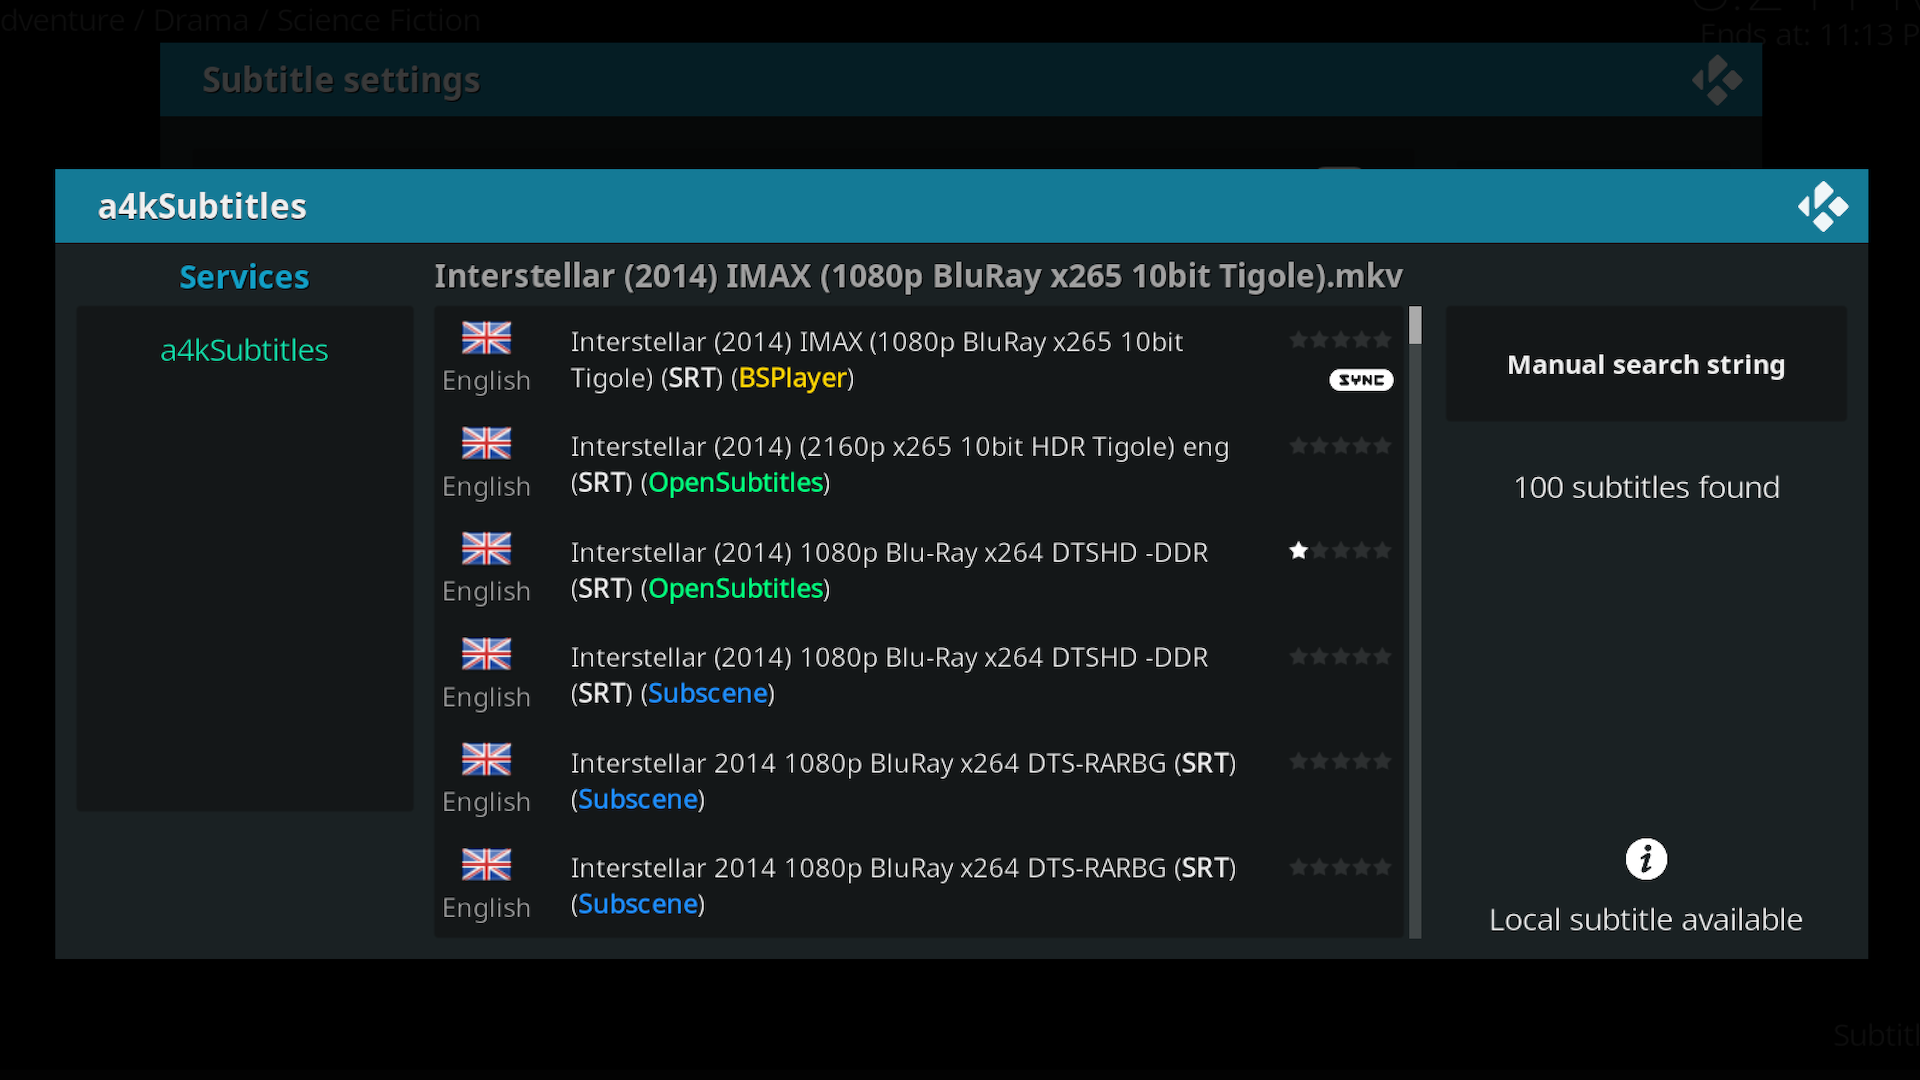 dventure / Drama / Science Fiction
Ends at: 11:13 P
Subtitle settings
a4kSubtitles
Services
a4kSubtitles
Interstellar (2014) IMAX (1080p BluRay x265 10bit Tigole).mkv
English
Interstellar (2014) IMAX (1080p BluRay x265 10bit
Tigole) (SRT) (BSPlayer)
SYNC
English
Interstellar (2014) (2160p x265 10bit HDR Tigole) eng
(SRT) (OpenSubtitles)
English
Interstellar (2014) 1080p Blu-Ray x264 DTSHD -DDR
(SRT) (OpenSubtitles)
English
Interstellar (2014) 1080p Blu-Ray x264 DTSHD -DDR
(SRT) (Subscene)
English
Interstellar 2014 1080p BluRay x264 DTS-RARBG (SRT)
(Subscene)
English
Interstellar 2014 1080p BluRay x264 DTS-RARBG (SRT)
(Subscene)
Manual search string
100 subtitles found
Local subtitle available
Subtitl